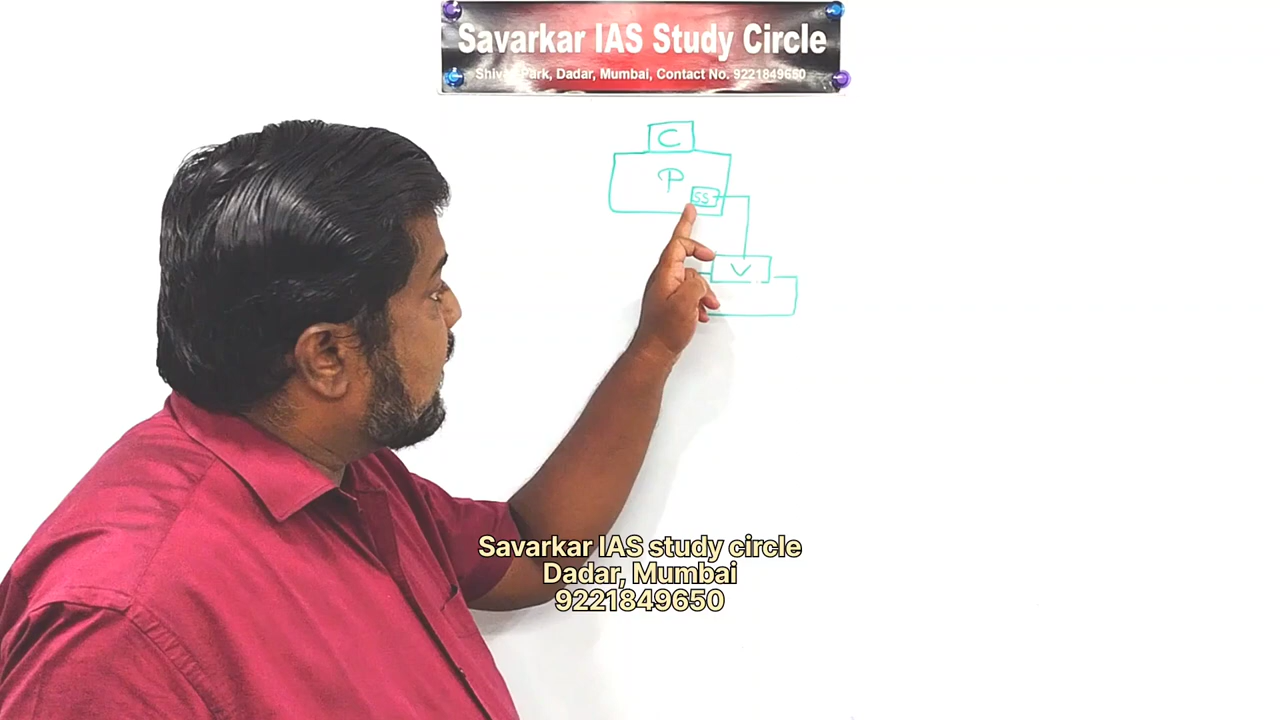 Savarkar IAS Study Circle
Park, Dadar, Mumbai, Contact No. 9221849650
C
P
SS
V
Savarkar IAS study circle
Dadar, Mumbai
9221849650